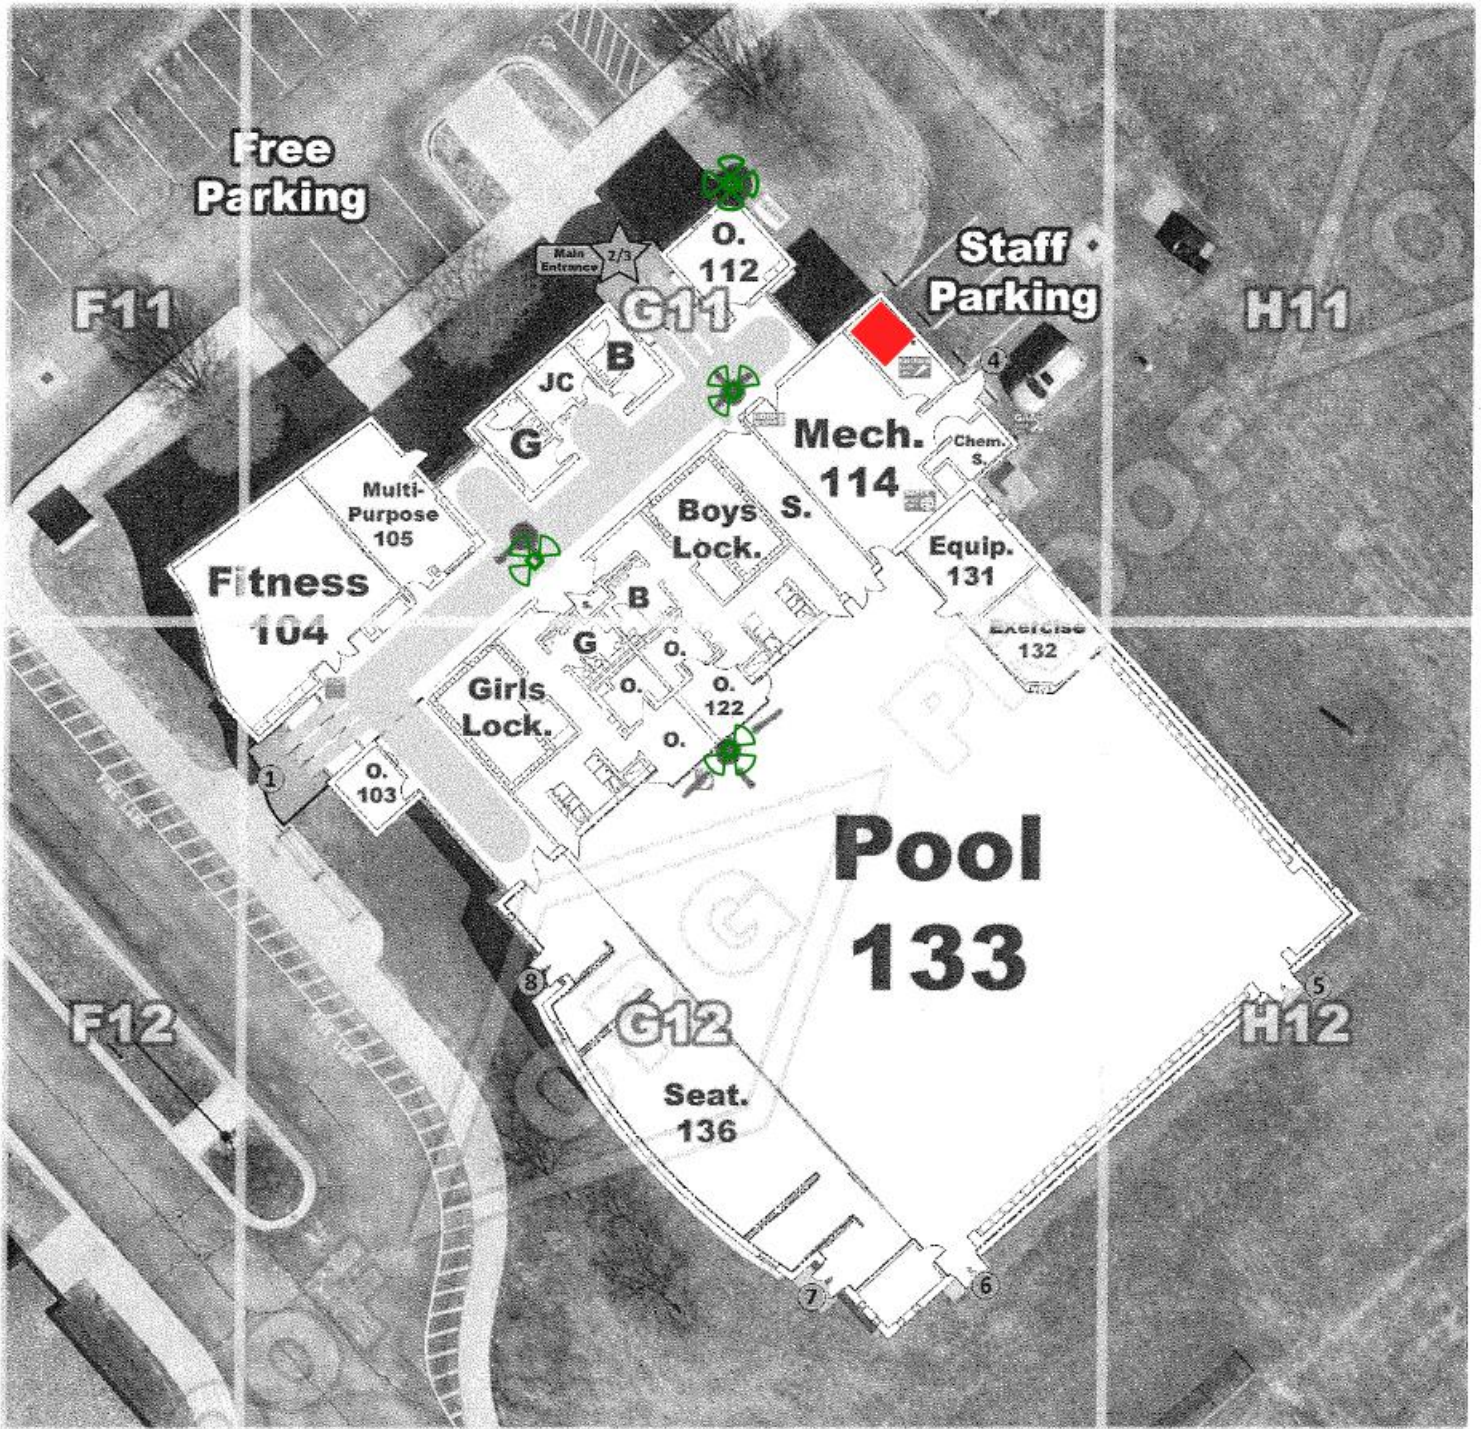 Free
Parking
O.
112
Main
Entrance
2/3
Staff
Parking
F11
G11
H11
B
JC
G
4
Mech.
114
Chem.
S.
Multi-
Purpose
105
Boys
Lock.
S.
Equip.
131
Fitness
104
S.
B
G
Exercise
132
O.
O.
O.
122
Girls
Lock.
O.
1
O.
103
Pool
133
8
5
F12
G12
H12
Seat.
136
7
6